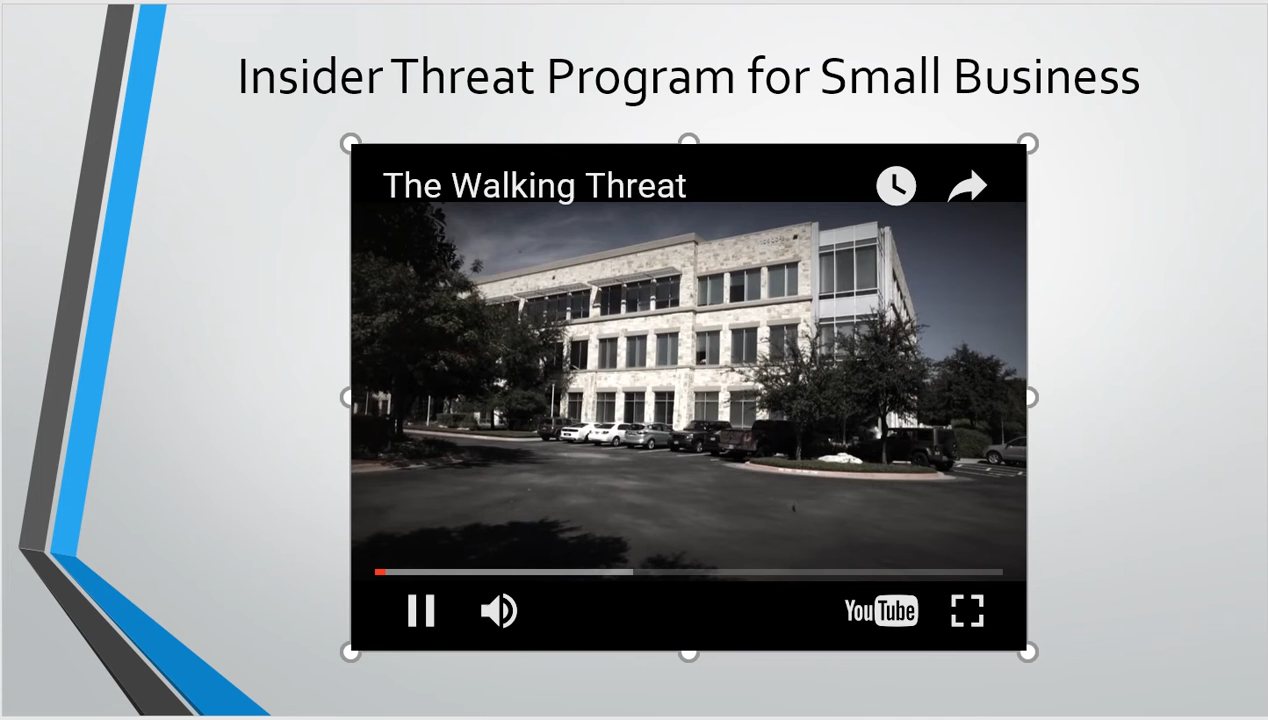 Insider Threat Program for Small Business
The Walking Threat
YouTube